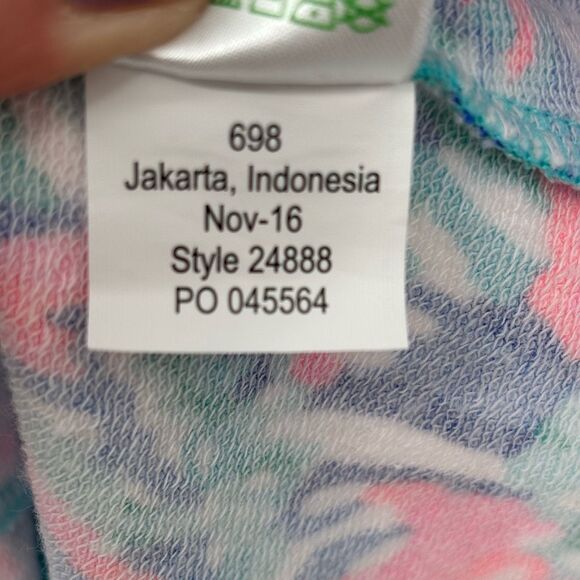 698
Jakarta, Indonesia
Nov-16
Style 24888
PO 045564